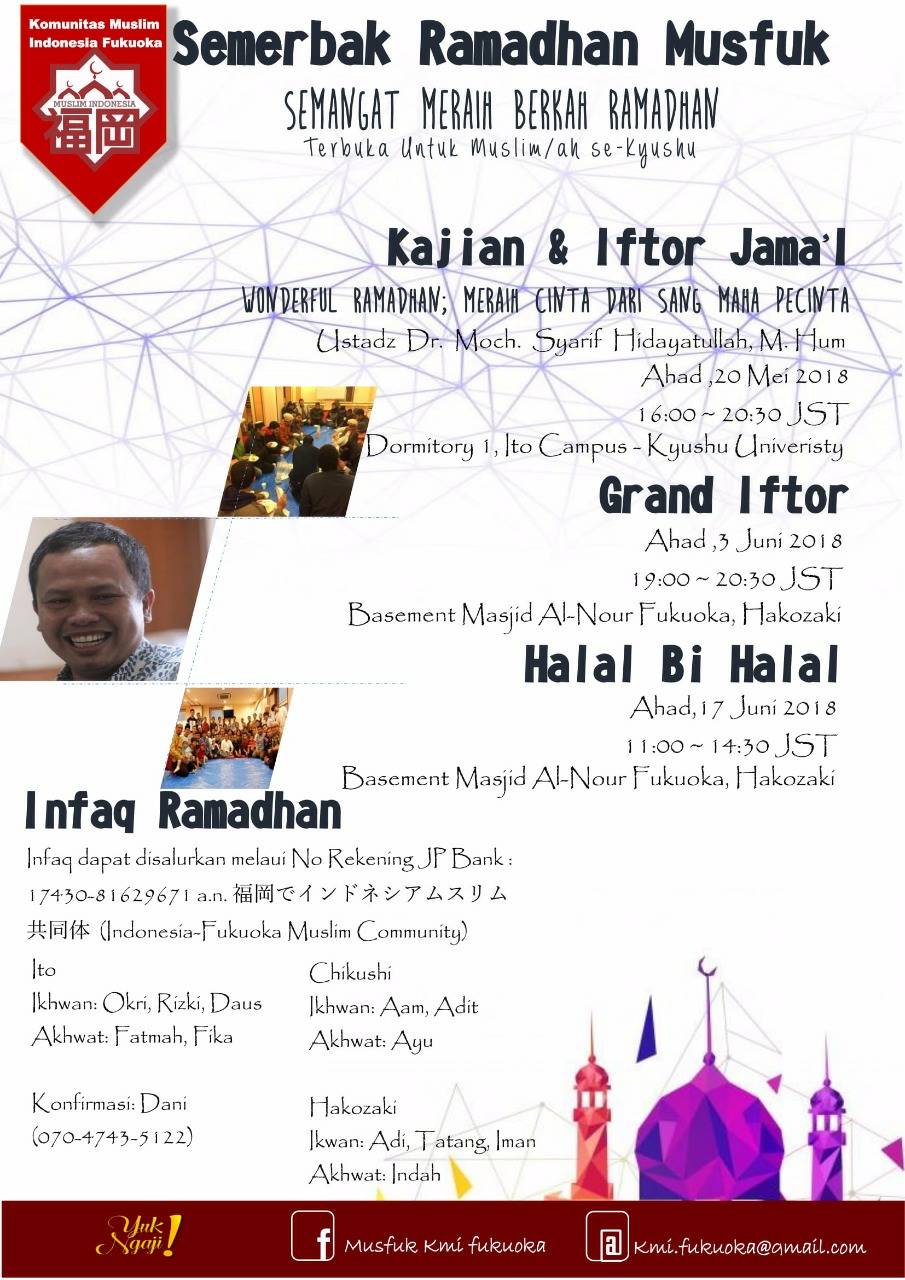 Komunitas Muslim
Indonesia Fukuoka
MUSLIM INDONESIA
福岡
Semerbak Ramadhan Musfuk
SEMANGAT MERAIH BERKAH RAMADHAN
Terbuka Untuk Muslim/ah se-Kyushu
Kajian & Iftor Jama'I
WONDERFUL RAMADHAN; MERAIH CINTA DARI SANG MAHA PECINTA
Ustadz Dr. Moch. Syarif Hidayatullah, M. Hum
Ahad ,20 Mei 2018
16:00 ~ 20:30 JST
Dormitory 1, Ito Campus - Kyushu Univeristy
Grand Iftor
Ahad ,3 Juni 2018
19:00 ~ 20:30 JST
Basement Masjid Al-Nour Fukuoka, Hakozaki
Halal Bi Halal
Ahad,17 Juni 2018
11:00 ~ 14:30 JST
Basement Masjid Al-Nour Fukuoka, Hakozaki
Infaq Ramadhan
Infaq dapat disalurkan melaui No Rekening JP Bank :
17430-81629671 a.n. 福岡でインドネシアムスリム
共同体 (Indonesia-Fukuoka Muslim Community)
Ito
Ikhwan: Okri, Rizki, Daus
Akhwat: Fatmah, Fika
Chikushi
Ikhwan: Aam, Adit
Akhwat: Ayu
Konfirmasi: Dani
(070-4743-5122)
Hakozaki
Ikwan: Adi, Tatang, Iman
Akhwat: Indah
Yuk
Ngaji!
f Musfuk Kmi fukuoka
@ Kmi.fukuoka@gmail.com